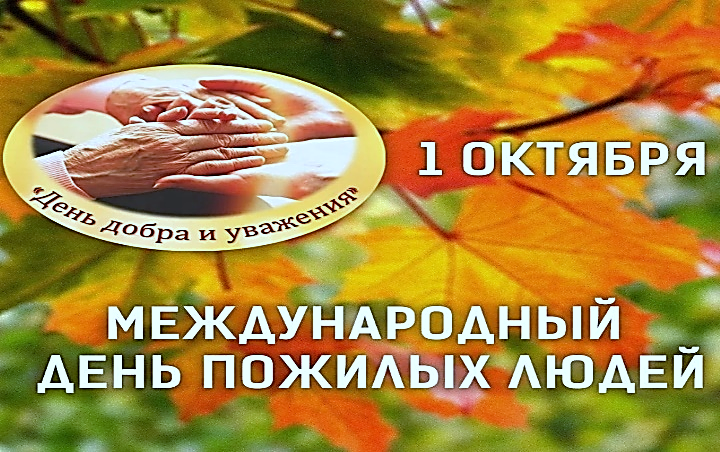 «День добра и уважения»
1 ОКТЯБРЯ
МЕЖДУНАРОДНЫЙ
ДЕНЬ ПОЖИЛЫХ ЛЮДЕЙ